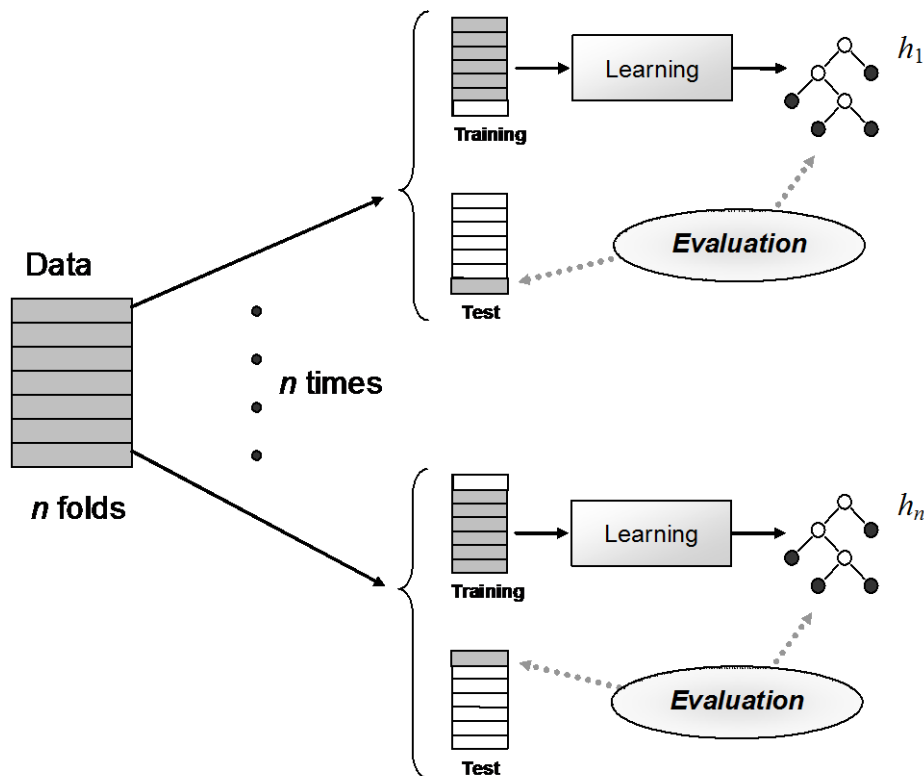 Learning
h1
Training
Evaluation
Test
Data
n times
n folds
Learning
hn
Training
Evaluation
Test